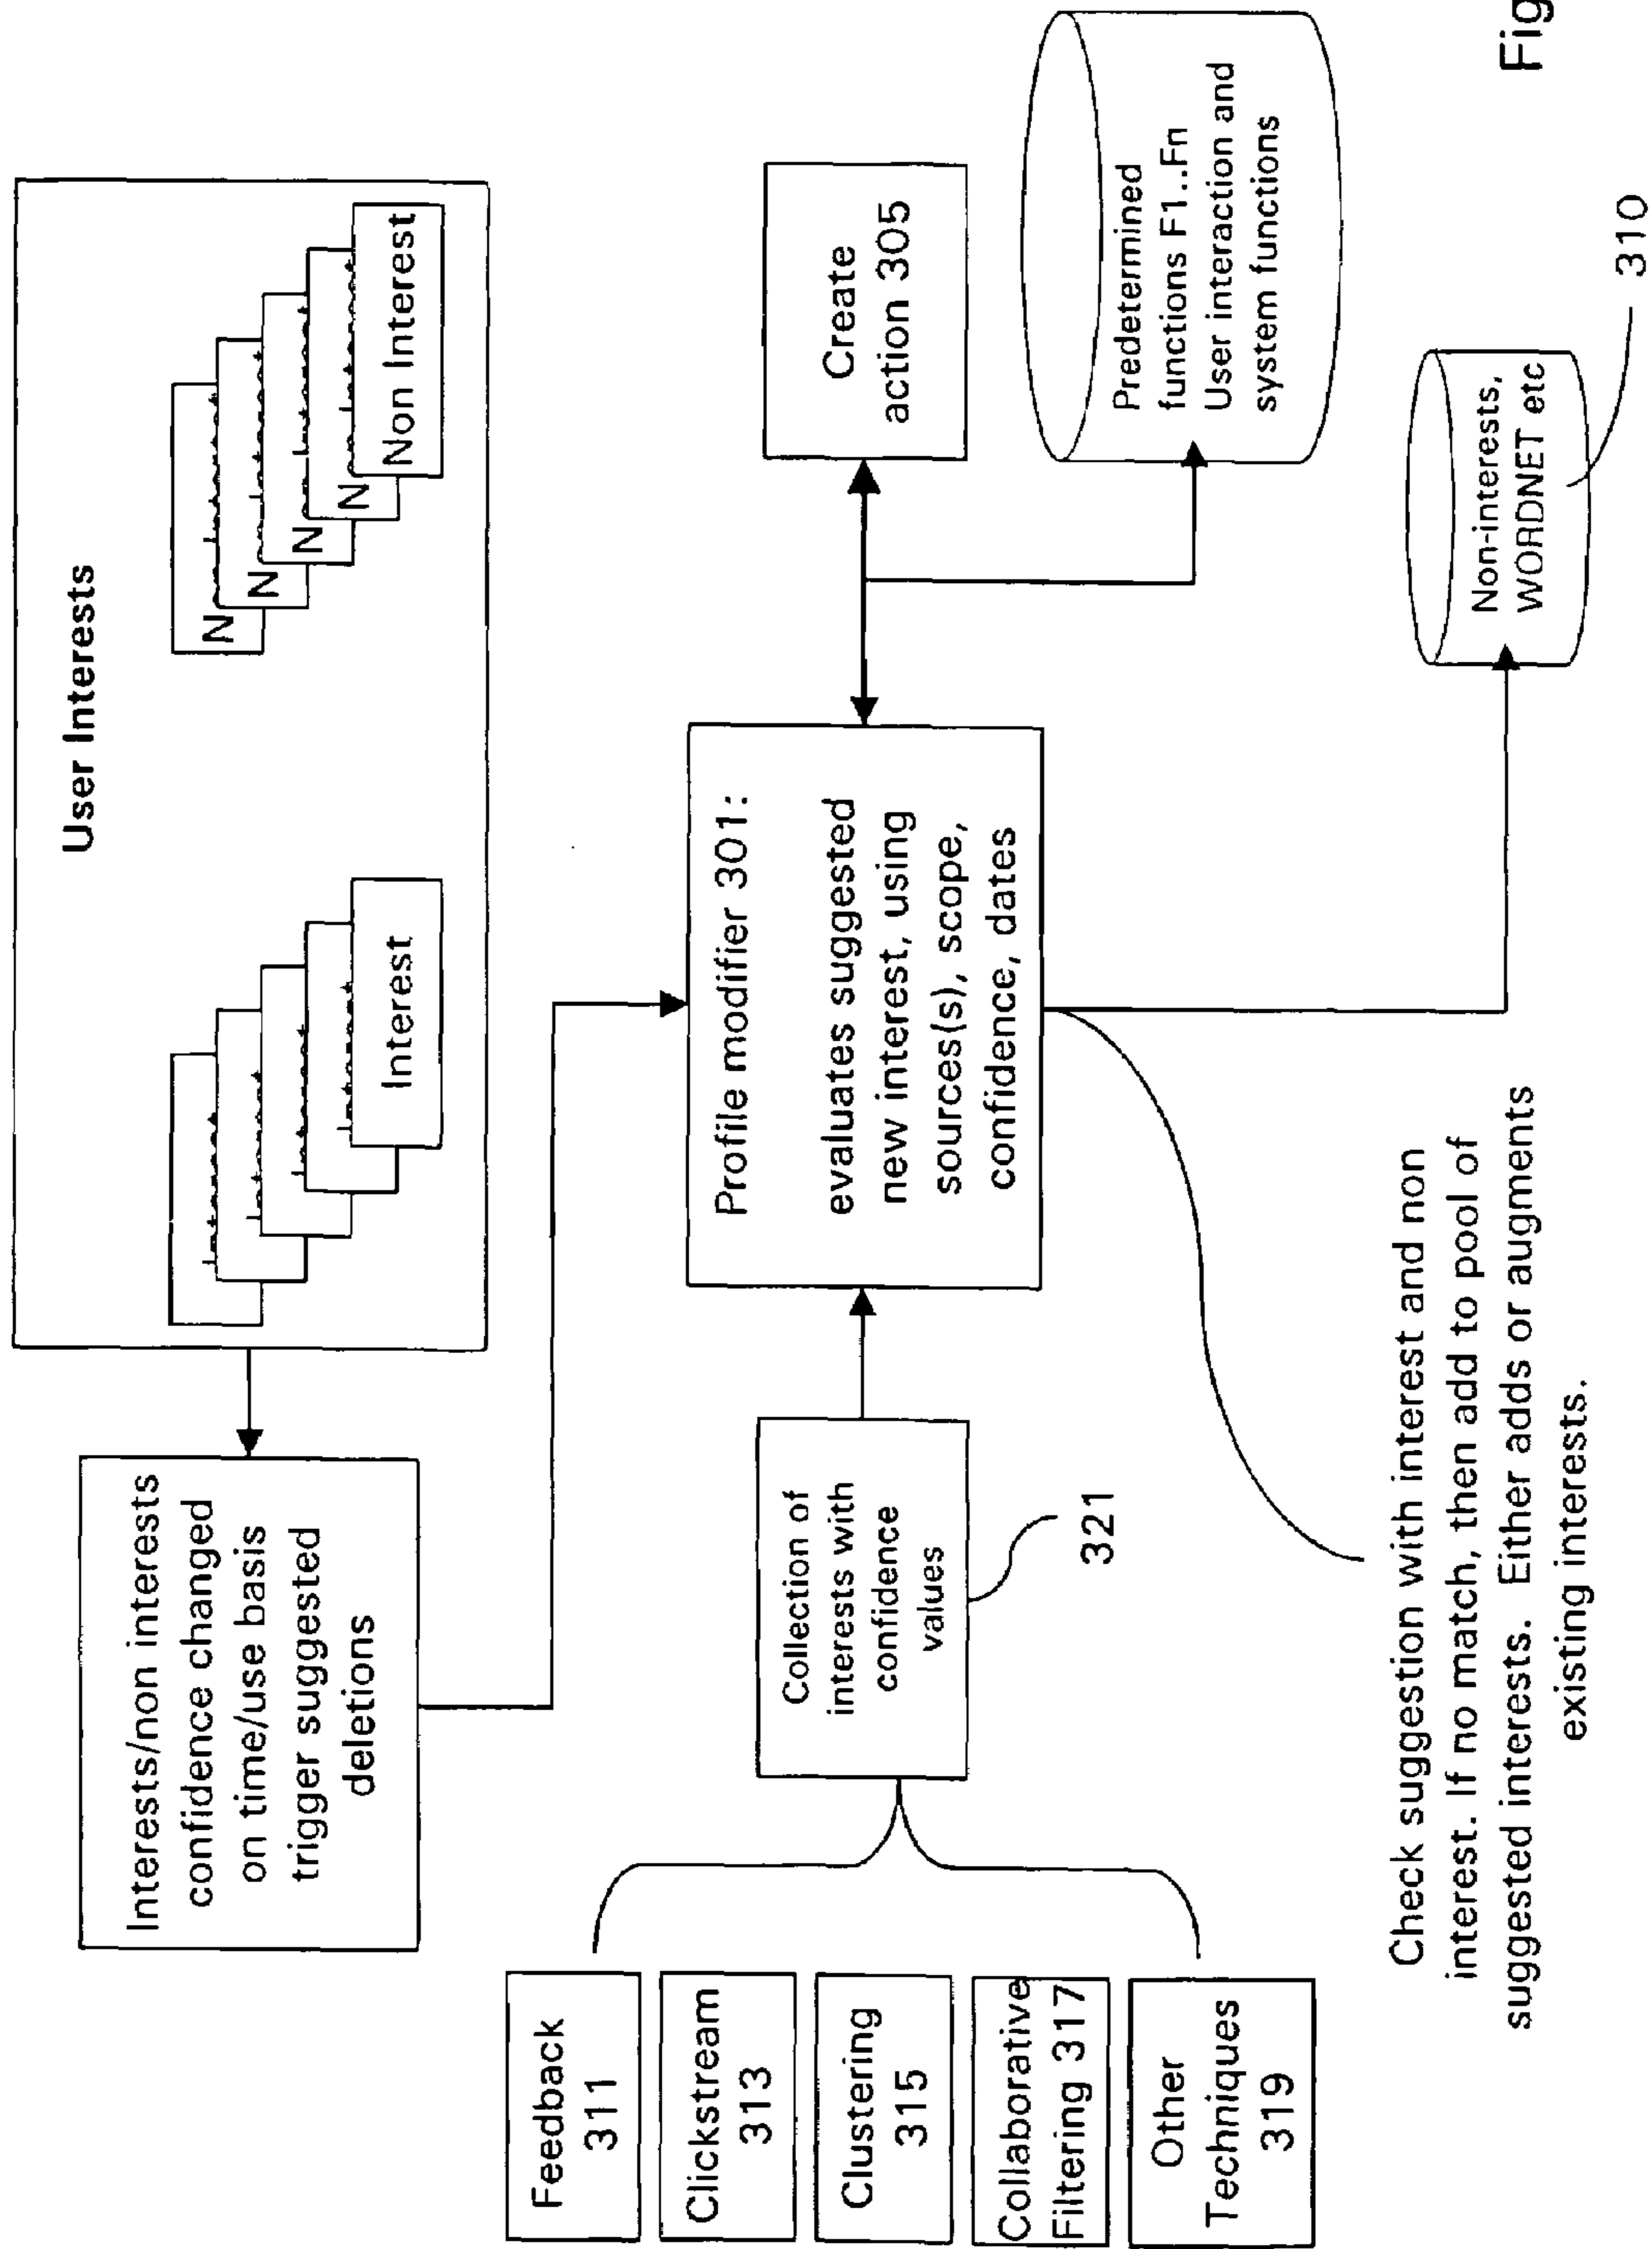 User Interests
Interest
N
N
N
N
Non Interest
Interests/non interests
confidence changed
on time/use basis
trigger suggested
deletions
Feedback
311
Clickstream
313
Clustering
315
Collaborative
Filtering 317
Other
Techniques
319
Collection of
interests with
confidence
values
321
Profile modifier 301:
evaluates suggested
new interest, using
sources(s), scope,
confidence, dates
Create
action 305
Predetermined
functions F1..Fn
User interaction and
system functions
Non-interests,
WORDNET etc
310
Check suggestion with interest and non
interest. If no match, then add to pool of
suggested interests. Either adds or augments
existing interests.
Fig